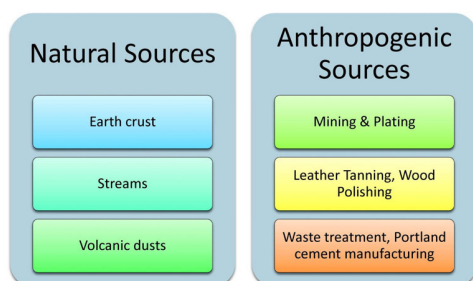 Natural Sources
Earth crust
Streams
Volcanic dusts
Anthropogenic
Sources
Mining & Plating
Leather Tanning, Wood
Polishing
Waste treatment, Portland
cement manufacturing